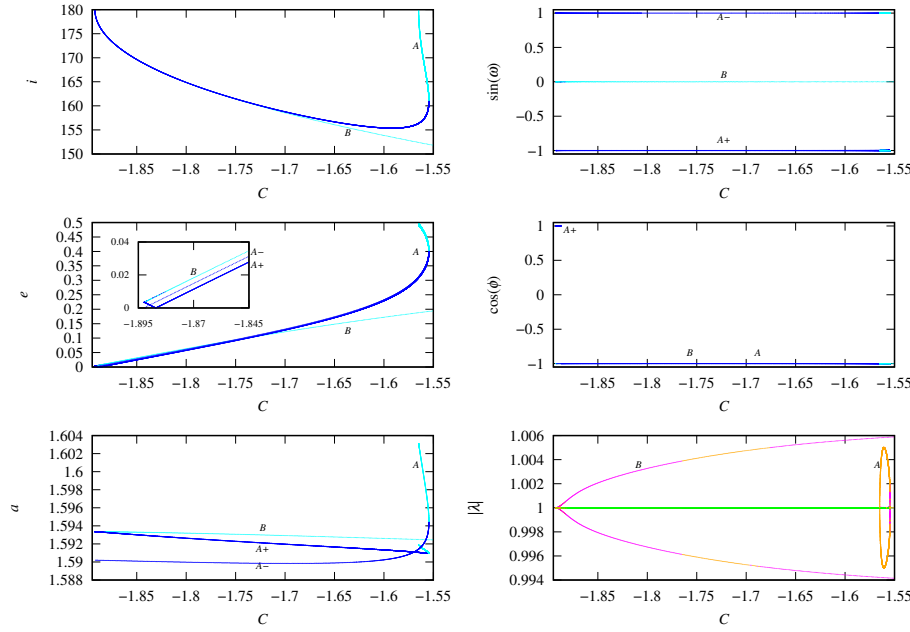 180
175
170
165
160
155
150
i
A
B
−1.85 −1.8 −1.75 −1.7 −1.65 −1.6 −1.55
C
1
0.5
0
−0.5
−1
sin(ω)
A−
B
A+
−1.85 −1.8 −1.75 −1.7 −1.65 −1.6 −1.55
C
0.5
0.45
0.4
0.35
0.3
0.25
0.2
0.15
0.1
0.05
0
e
0.04
0.02
0
−1.895 −1.87 −1.845
B
A−
A+
A
B
−1.85 −1.8 −1.75 −1.7 −1.65 −1.6 −1.55
C
1
0.5
0
−0.5
−1
cos(ϕ)
A+
B A
−1.85 −1.8 −1.75 −1.7 −1.65 −1.6 −1.55
C
1.604
1.602
1.6
1.598
1.596
1.594
1.592
1.59
1.588
a
A
B
A+
A−
−1.85 −1.8 −1.75 −1.7 −1.65 −1.6 −1.55
C
1.006
1.004
1.002
1
0.998
0.996
0.994
|λ|
B
A
−1.85 −1.8 −1.75 −1.7 −1.65 −1.6 −1.55
C